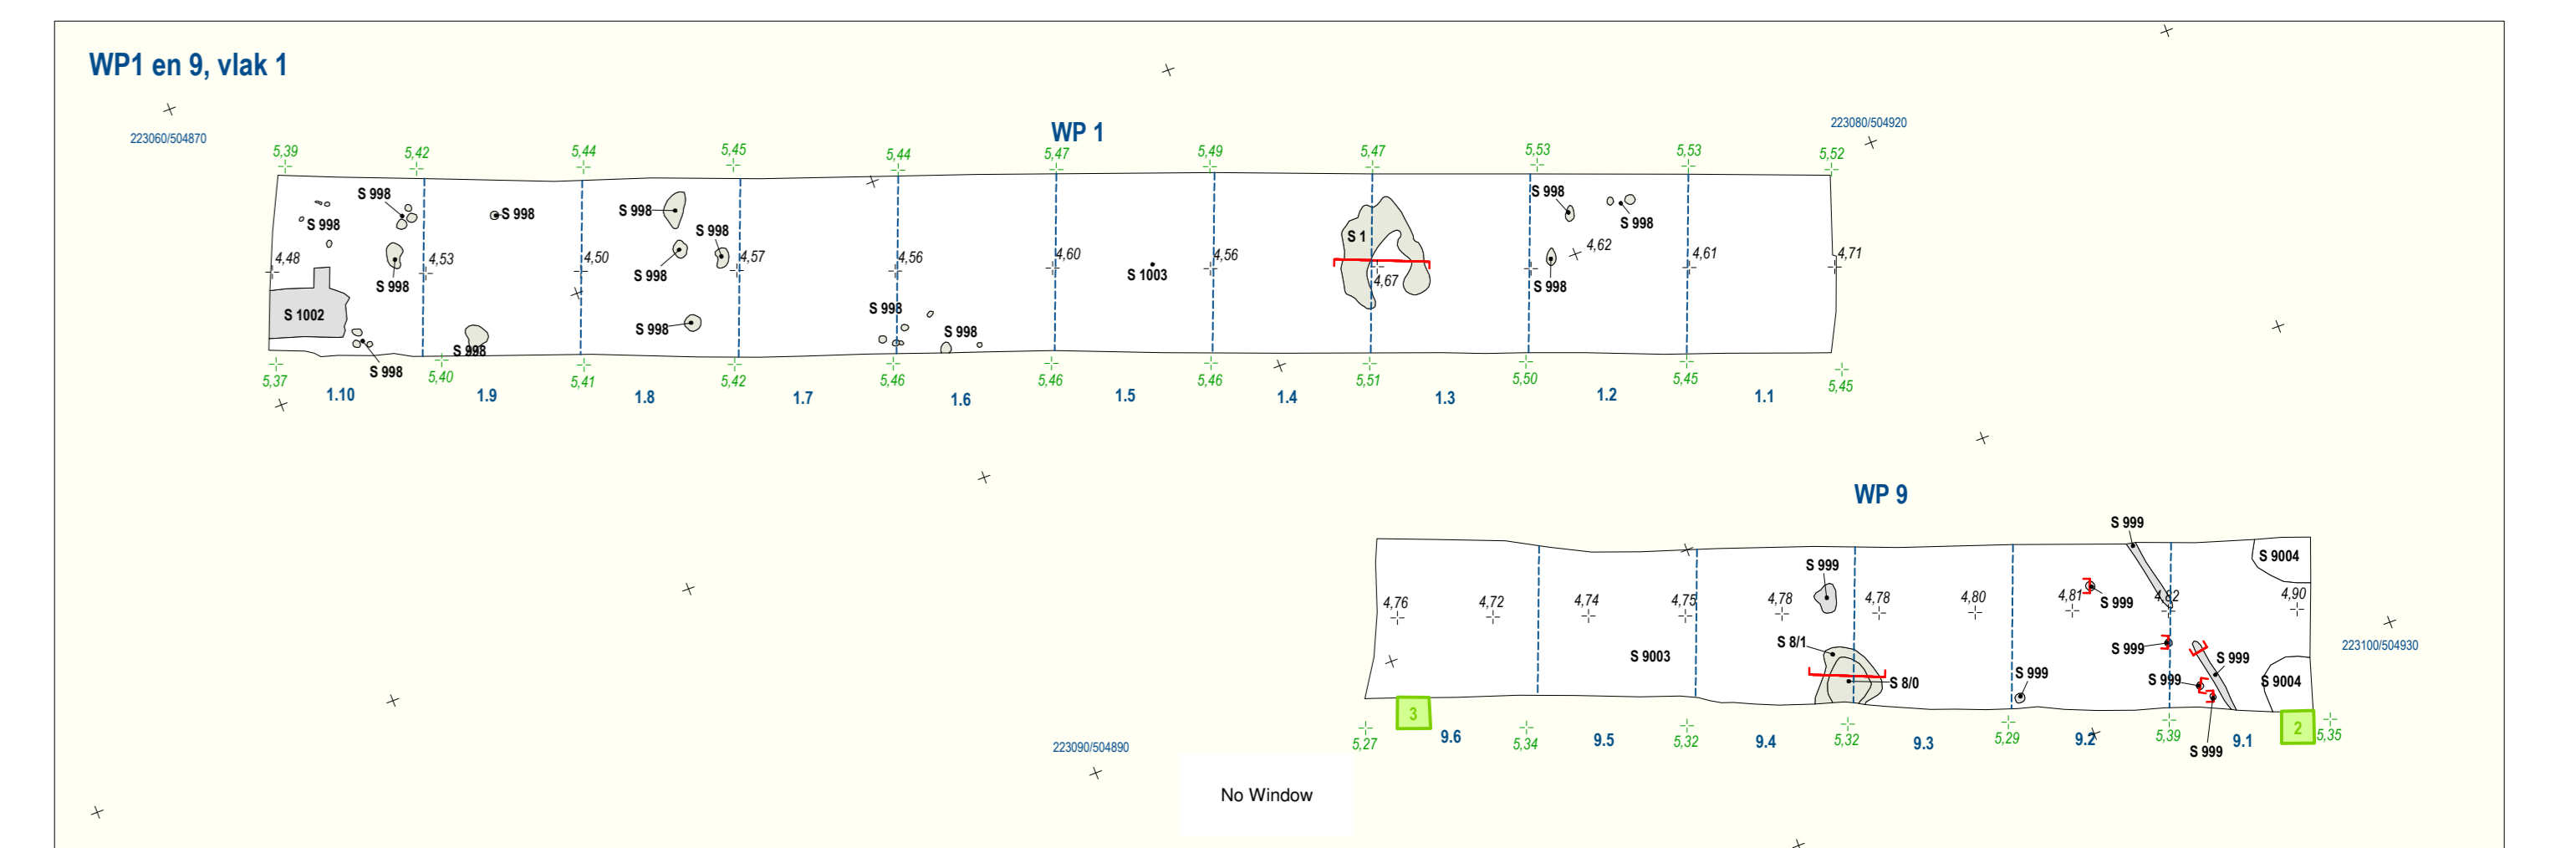 WP1 en 9, vlak 1
223060/504870
WP 1
223080/504920
5,39 5,42 5,44 5,45 5,44 5,47 5,49 5,47 5,53 5,53 5,52
S 998 S 998 S 998
S 998 S 998 S 998 S 998
S 1 4,62
4,48 4,53 4,50 4,57 4,56 4,60 4,56 4,67 4,61 4,71
S 998 S 998 S 1003 S 998
S 1002 S 998 S 998 S 998
S 998 S 998
5,37 5,40 5,41 5,42 5,46 5,46 5,46 5,51 5,50 5,45 5,45
1.10 1.9 1.8 1.7 1.6 1.5 1.4 1.3 1.2 1.1
WP 9
S 999
S 999 S 9004
4,76 4,72 4,74 4,75 4,78 4,78 4,80 4,81 4,82 4,90
S 999
S 9003 S 8/1 S 999 S 999
S 8/0 S 999 S 999 S 9004
223100/504930
3 2
5,27 9.6 5,34 9.5 5,32 9.4 5,32 9.3 5,29 9.2 5,39 9.1 5,35
S 999
223090/504890
No Window